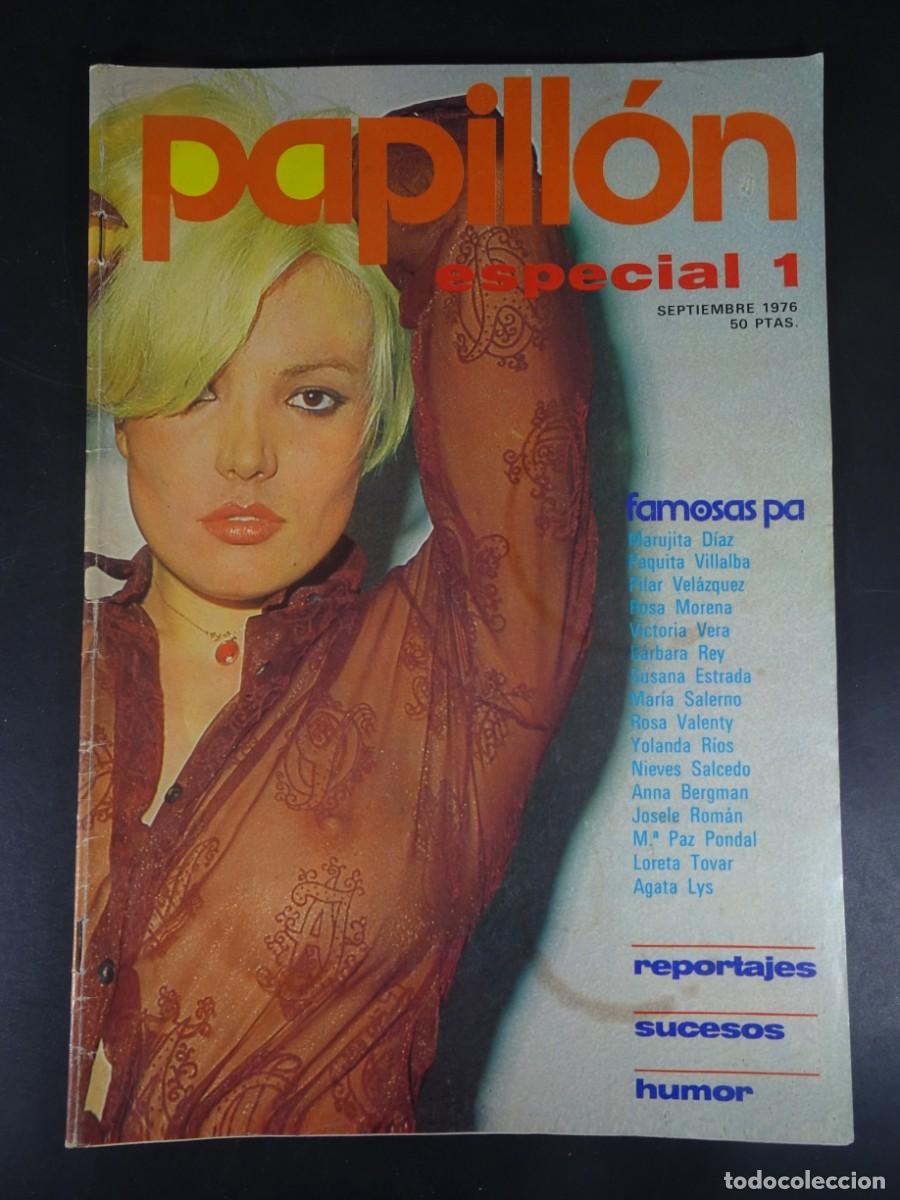 papillón
especial 1
SEPTIEMBRE 1976
50 PTAS.
famosas pa
Marujita Díaz
Paquita Villalba
Pilar Velázquez
Rosa Morena
Victoria Vera
Bárbara Rey
Susana Estrada
María Salerno
Rosa Valenty
Yolanda Ríos
Nieves Salcedo
Anna Bergman
Josele Román
M.ª Paz Pondal
Loreta Tovar
Agata Lys
reportajes
sucesos
humor
todocoleccion